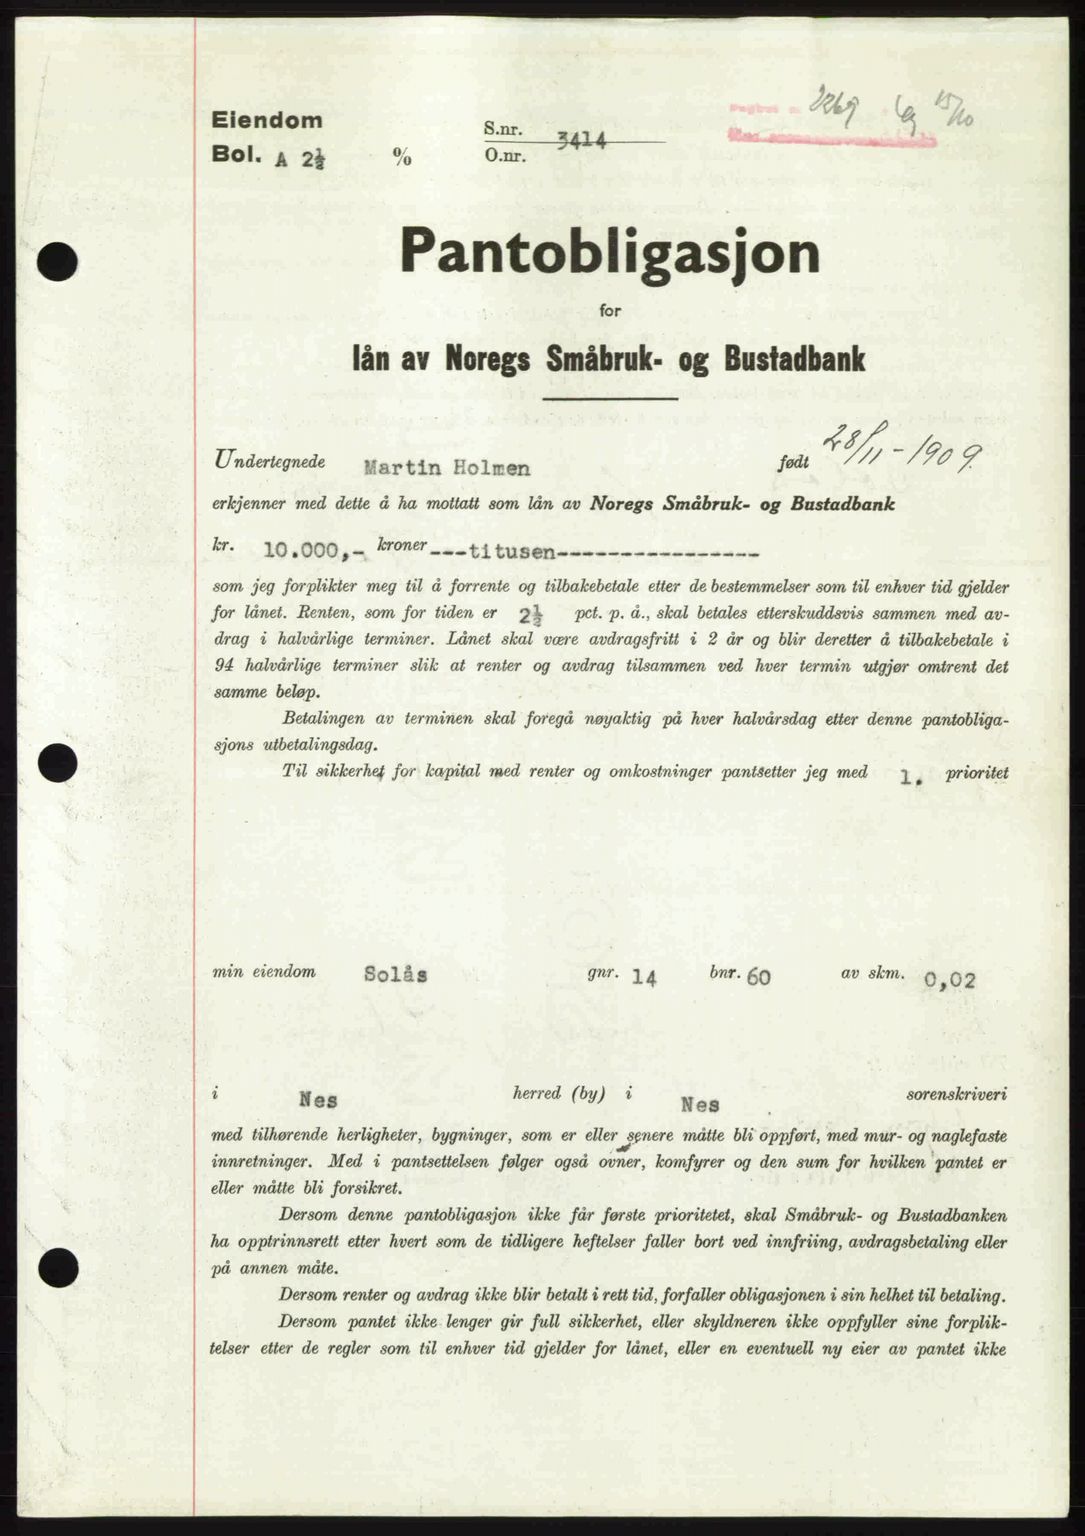 2269 15/10
Eiendom
S.nr. 3414
Bol. A 2½ %
O.nr.
Pantobligasjon
for
lån av Noregs Småbruk- og Bustadbank
Undertegnede Martin Holmen født 28/11-1909.
erkjenner med dette å ha mottatt som lån av Noregs Småbruk- og Bustadbank
kr. 10.000,- kroner ---titusen-----------------
som jeg forplikter meg til å forrente og tilbakebetale etter de bestemmelser som til enhver tid gjelder
for lånet. Renten, som for tiden er 2½ pct. p. å., skal betales etterskuddsvis sammen med av-
drag i halvårlige terminer. Lånet skal være avdragsfritt i 2 år og blir deretter å tilbakebetale i
94 halvårlige terminer slik at renter og avdrag tilsammen ved hver termin utgjør omtrent det
samme beløp.
Betalingen av terminen skal foregå nøyaktig på hver halvårsdag etter denne pantobliga-
sjons utbetalingsdag.
Til sikkerhet for kapital med renter og omkostninger pantsetter jeg med 1. prioritet
min eiendom Solås gnr. 14 bnr. 60 av skm. 0,02
i Nes herred (by) i Nes sorenskriveri
med tilhørende herligheter, bygninger, som er eller senere måtte bli oppført, med mur- og naglefaste
innretninger. Med i pantsettelsen følger også ovner, komfyrer og den sum for hvilken pantet er
eller måtte bli forsikret.
Dersom denne pantobligasjon ikke får første prioritetet, skal Småbruk- og Bustadbanken
ha opptrinnsrett etter hvert som de tidligere heftelser faller bort ved innfriing, avdragsbetaling eller
på annen måte.
Dersom renter og avdrag ikke blir betalt i rett tid, forfaller obligasjonen i sin helhet til betaling.
Dersom pantet ikke lenger gir full sikkerhet, eller skyldneren ikke oppfyller sine forplik-
telser etter de regler som til enhver tid gjelder for lånet, eller en eventuell ny eier av pantet ikke